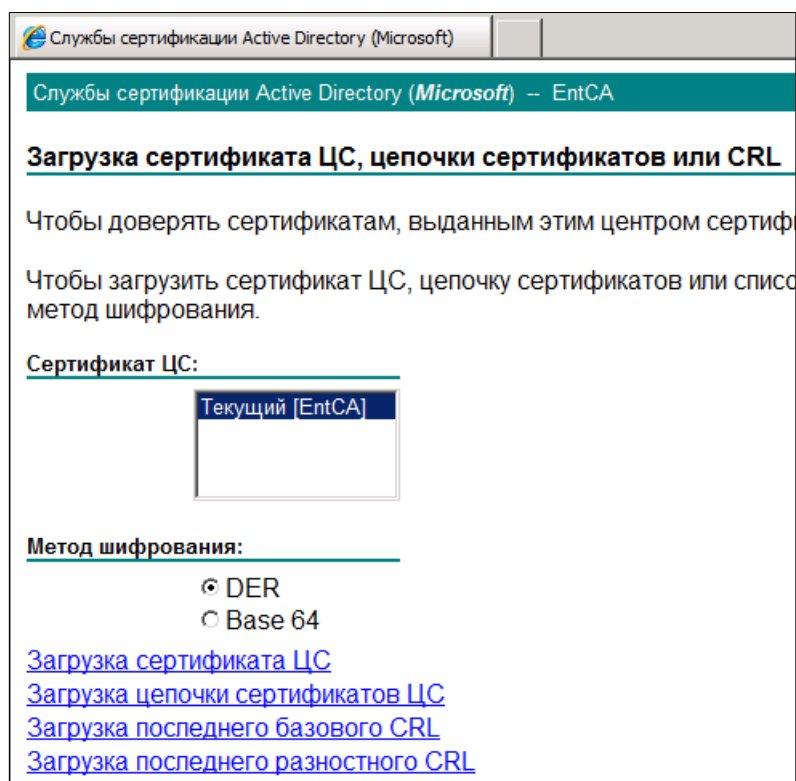 Службы сертификации Active Directory (Microsoft)
Службы сертификации Active Directory (Microsoft) -- EntCA
Загрузка сертификата ЦС, цепочки сертификатов или CRL
Чтобы доверять сертификатам, выданным этим центром
Чтобы загрузить сертификат ЦС, цепочку сертификатов или
метод шифрования.
Сертификат ЦС:
Текущий [EntCA]
Метод шифрования:
DER
Base 64
Загрузка сертификата ЦС
Загрузка цепочки сертификатов ЦС
Загрузка последнего базового CRL
Загрузка последнего разностного CRL